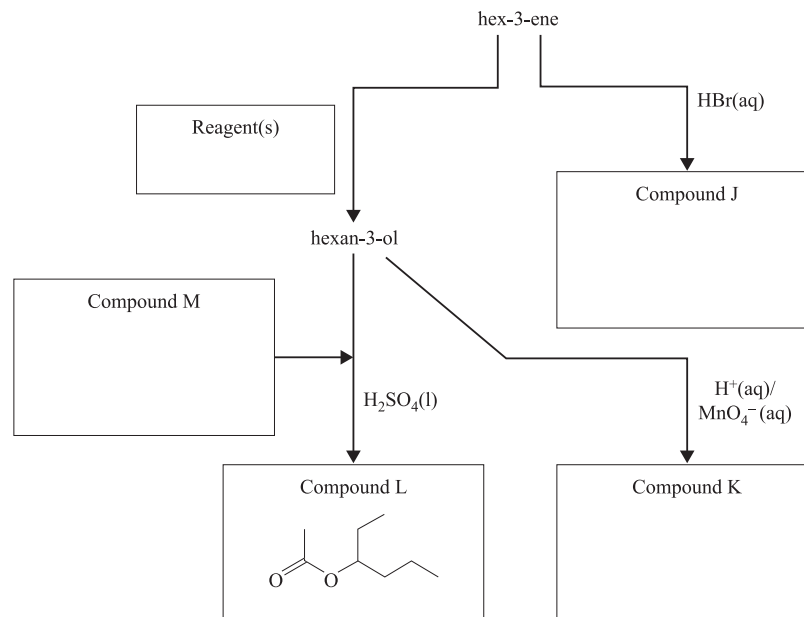 hex-3-ene
HBr(aq)
Reagent(s)
Compound J
hexan-3-ol
Compound M
H₂SO₄(l)
H⁺(aq)/
MnO₄⁻(aq)
Compound L
O
O
Compound K